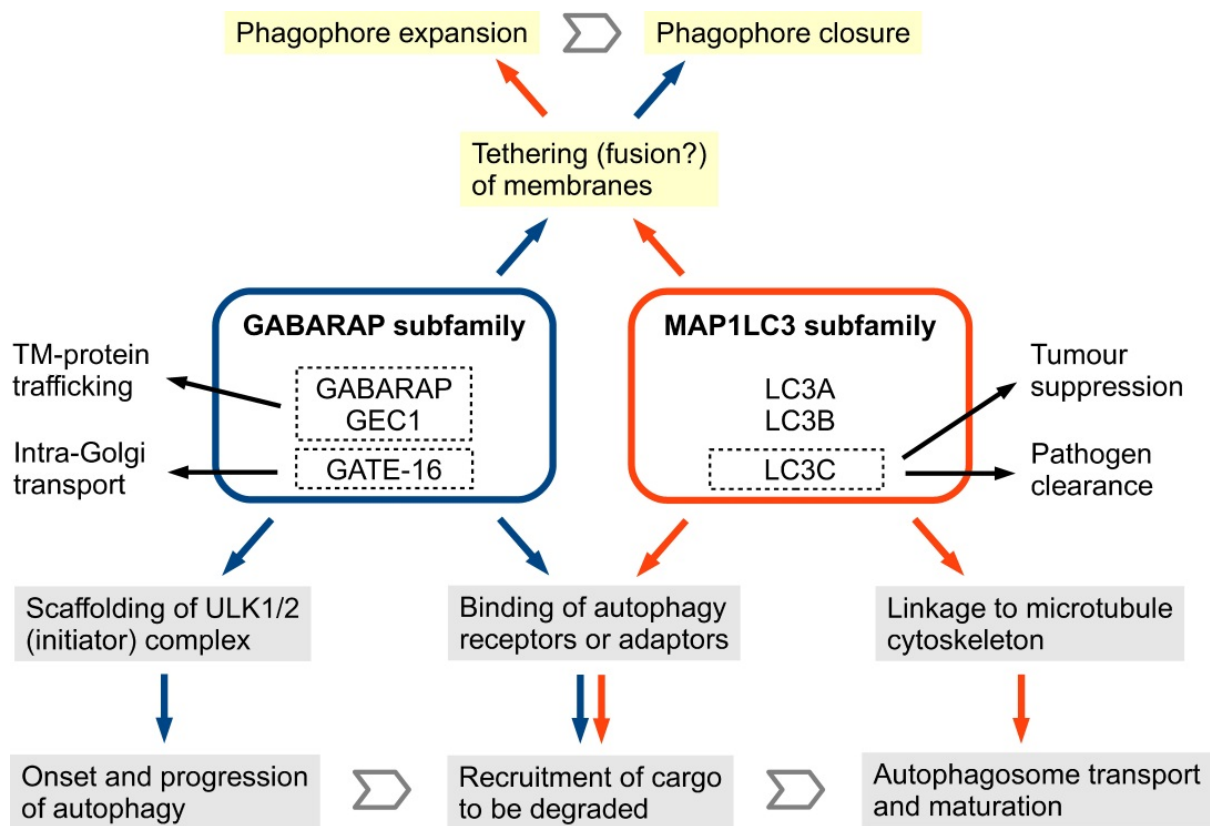 Phagophore expansion
Phagophore closure
Tethering (fusion?)
of membranes
GABARAP subfamily
MAP1LC3 subfamily
TM-protein
trafficking
GABARAP
GEC1
LC3A
LC3B
Tumour
suppression
Intra-Golgi
transport
GATE-16
LC3C
Pathogen
clearance
Scaffolding of ULK1/2
(initiator) complex
Binding of autophagy
receptors or adaptors
Linkage to microtubule
cytoskeleton
Onset and progression
of autophagy
Recruitment of cargo
to be degraded
Autophagosome transport
and maturation